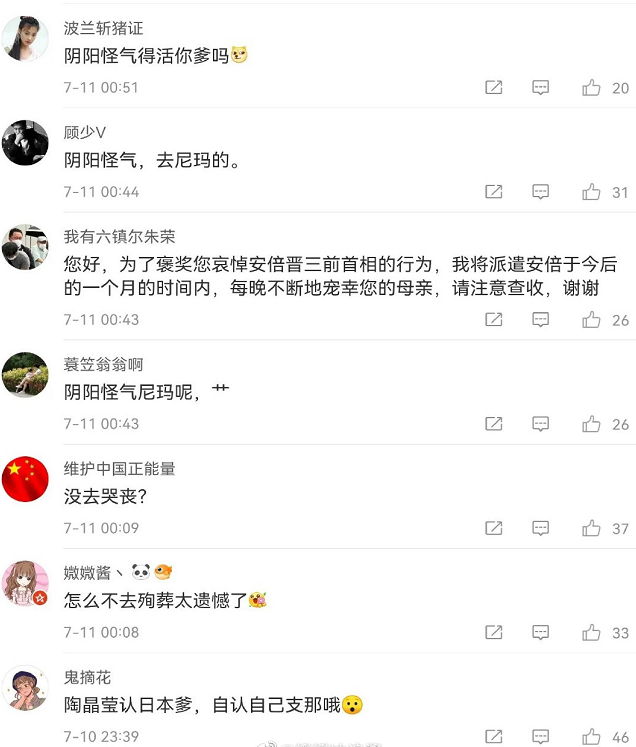 波兰斩猪证
阴阳怪气得活你爹吗
7-11 00:51
20
顾少V
阴阳怪气，去尼玛的。
7-11 00:44
31
我有六镇尔朱荣
您好，为了褒奖您哀悼安倍晋三前首相的行为，我将派遣安倍于今后
的一个月的时间内，每晚不断地宠幸您的母亲，请注意查收，谢谢
7-11 00:43
26
蓑笠翁翁啊
阴阳怪气尼玛呢，艹
7-11 00:43
26
维护中国正能量
没去哭丧？
7-11 00:09
37
媺媺酱丶
怎么不去殉葬太遗憾了
7-11 00:08
33
鬼摘花
陶晶莹认日本爹，自认自己支那哦
7-10 23:39
46